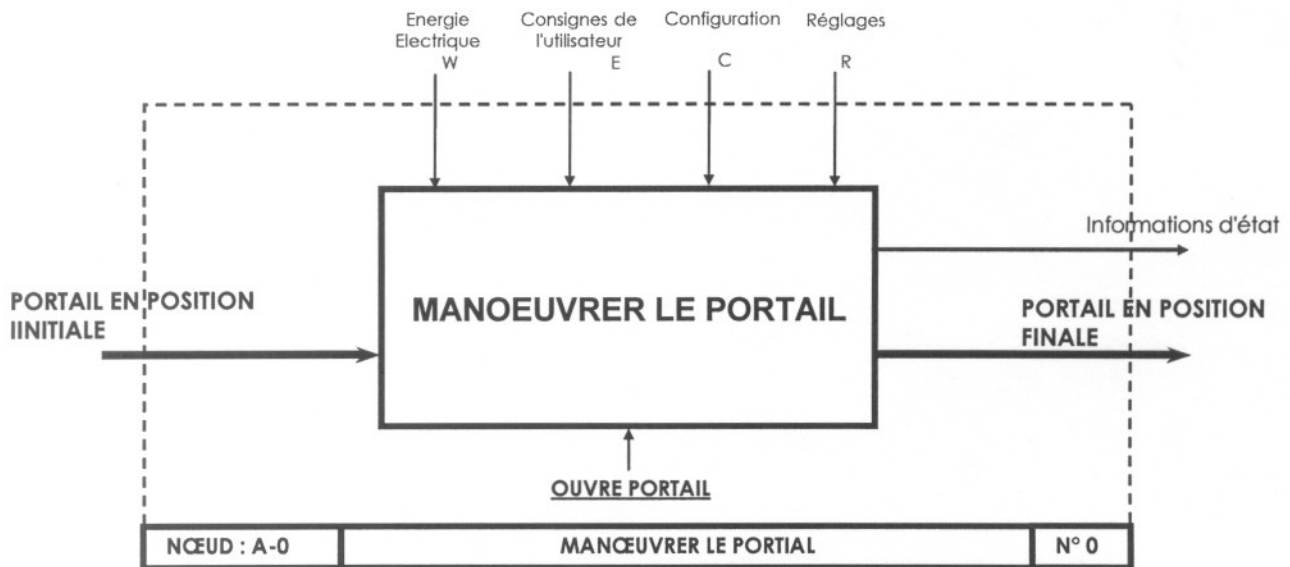 Energie
Electrique
W
Consignes de
l'utilisateur
E
Configuration
C
Réglages
R
Informations d'état
PORTAIL EN POSITION
IINITIALE
MANOEUVRER LE PORTAIL
PORTAIL EN POSITION
FINALE
OUVRE PORTAIL
NŒUD : A-0
MANŒUVRER LE PORTIAL
N° 0